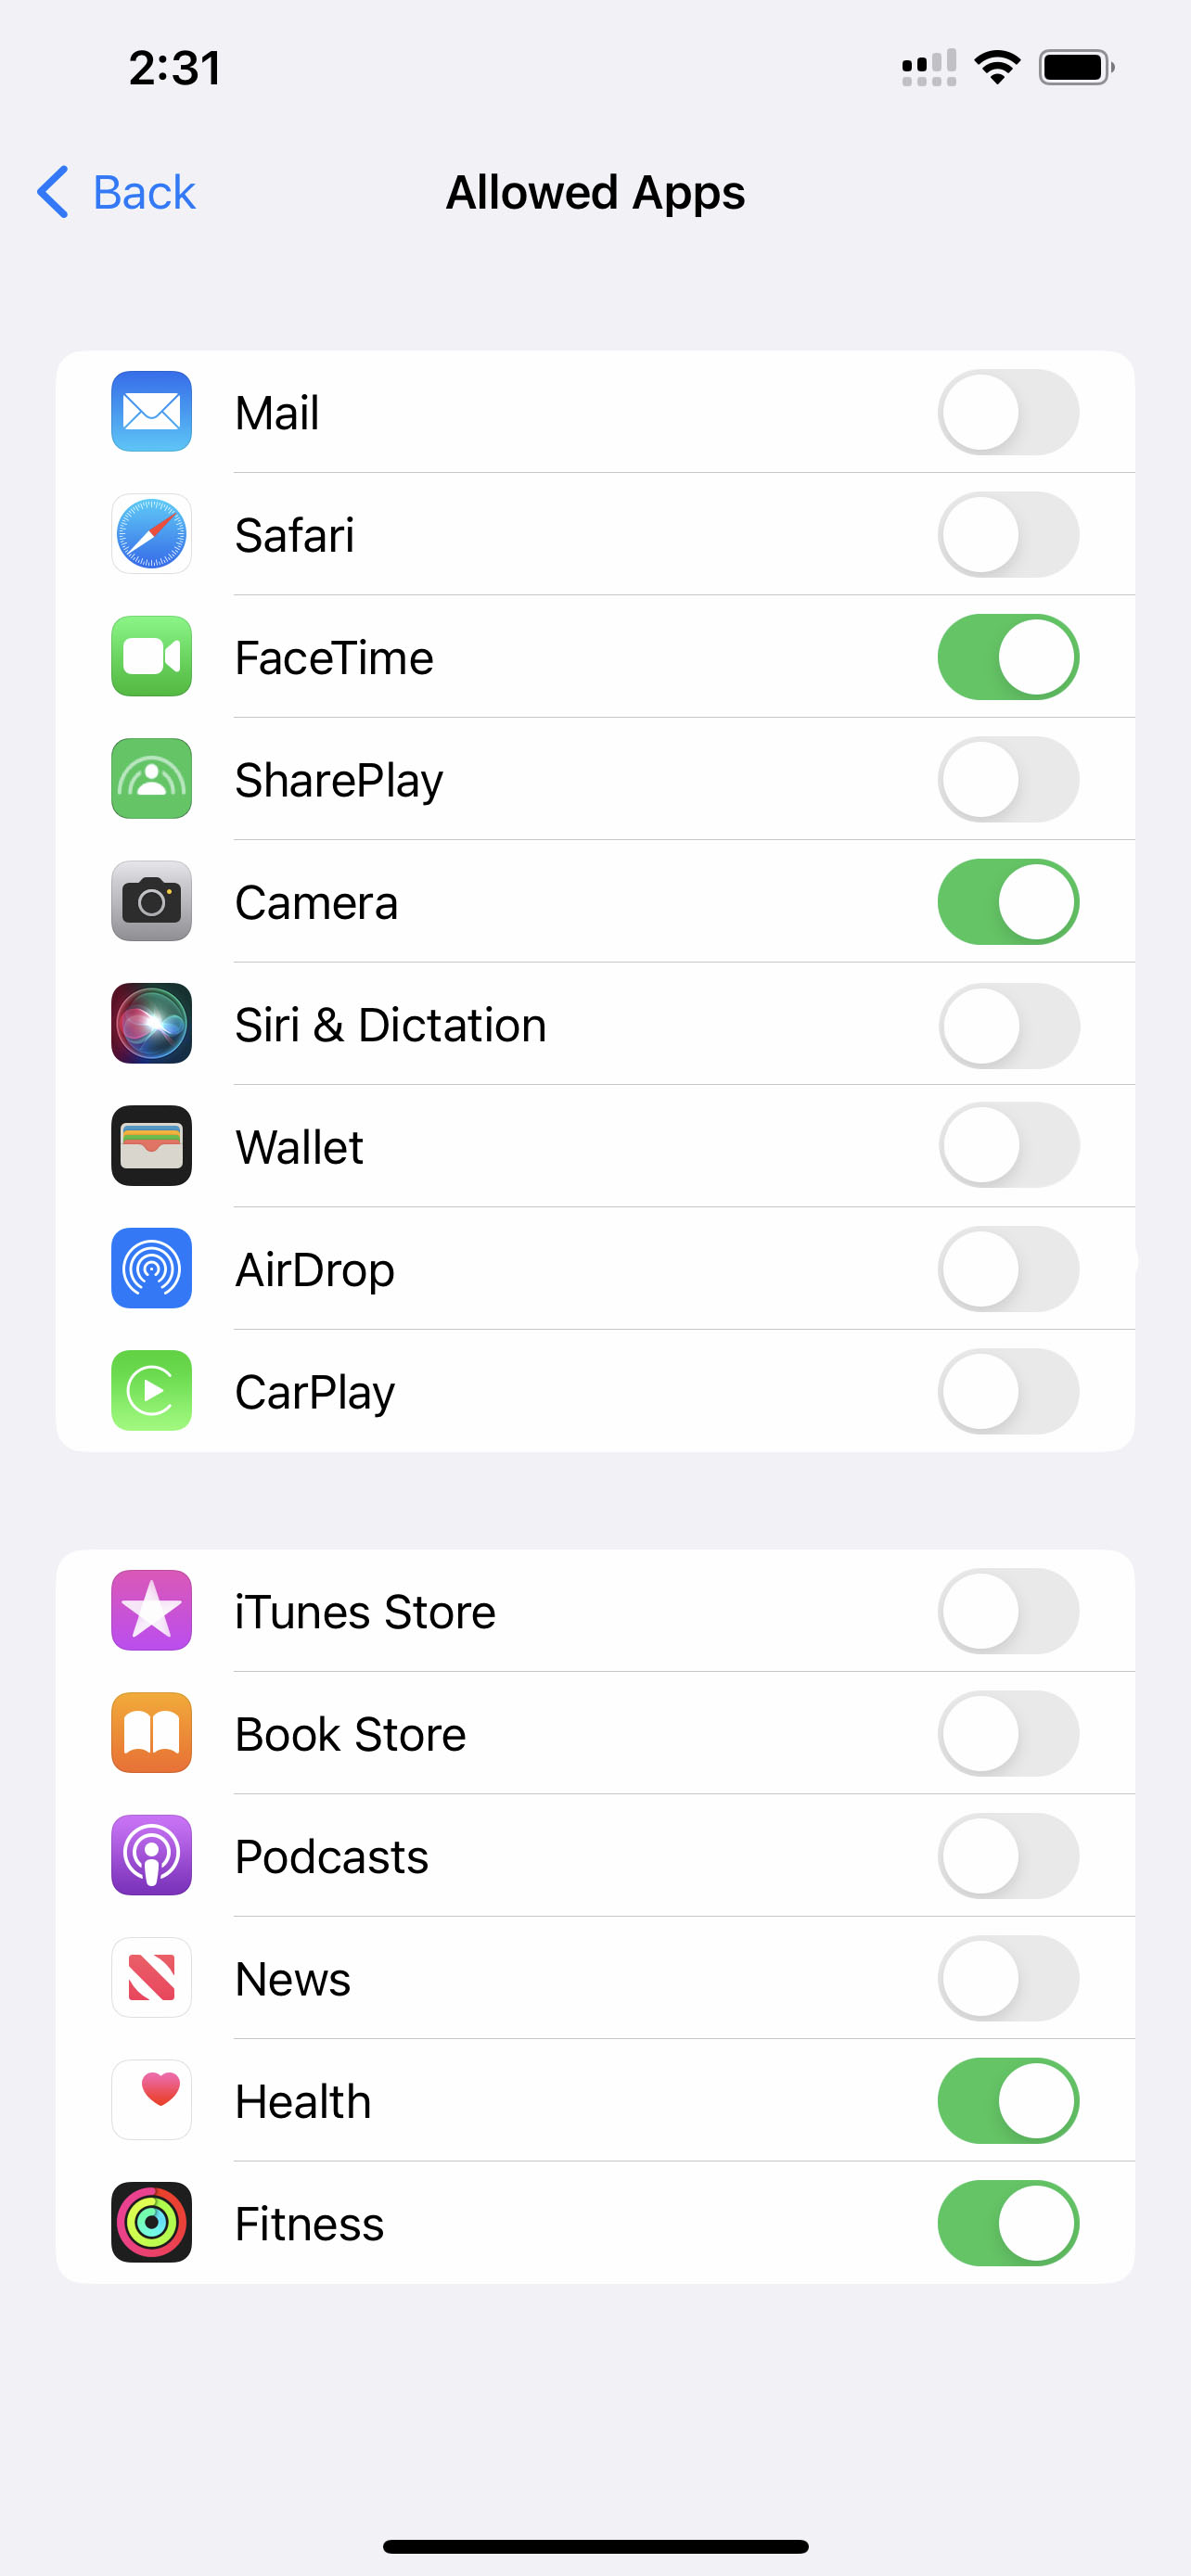 2:31
Back
Allowed Apps
Mail
Safari
FaceTime
SharePlay
Camera
Siri & Dictation
Wallet
AirDrop
CarPlay
iTunes Store
Book Store
Podcasts
News
Health
Fitness